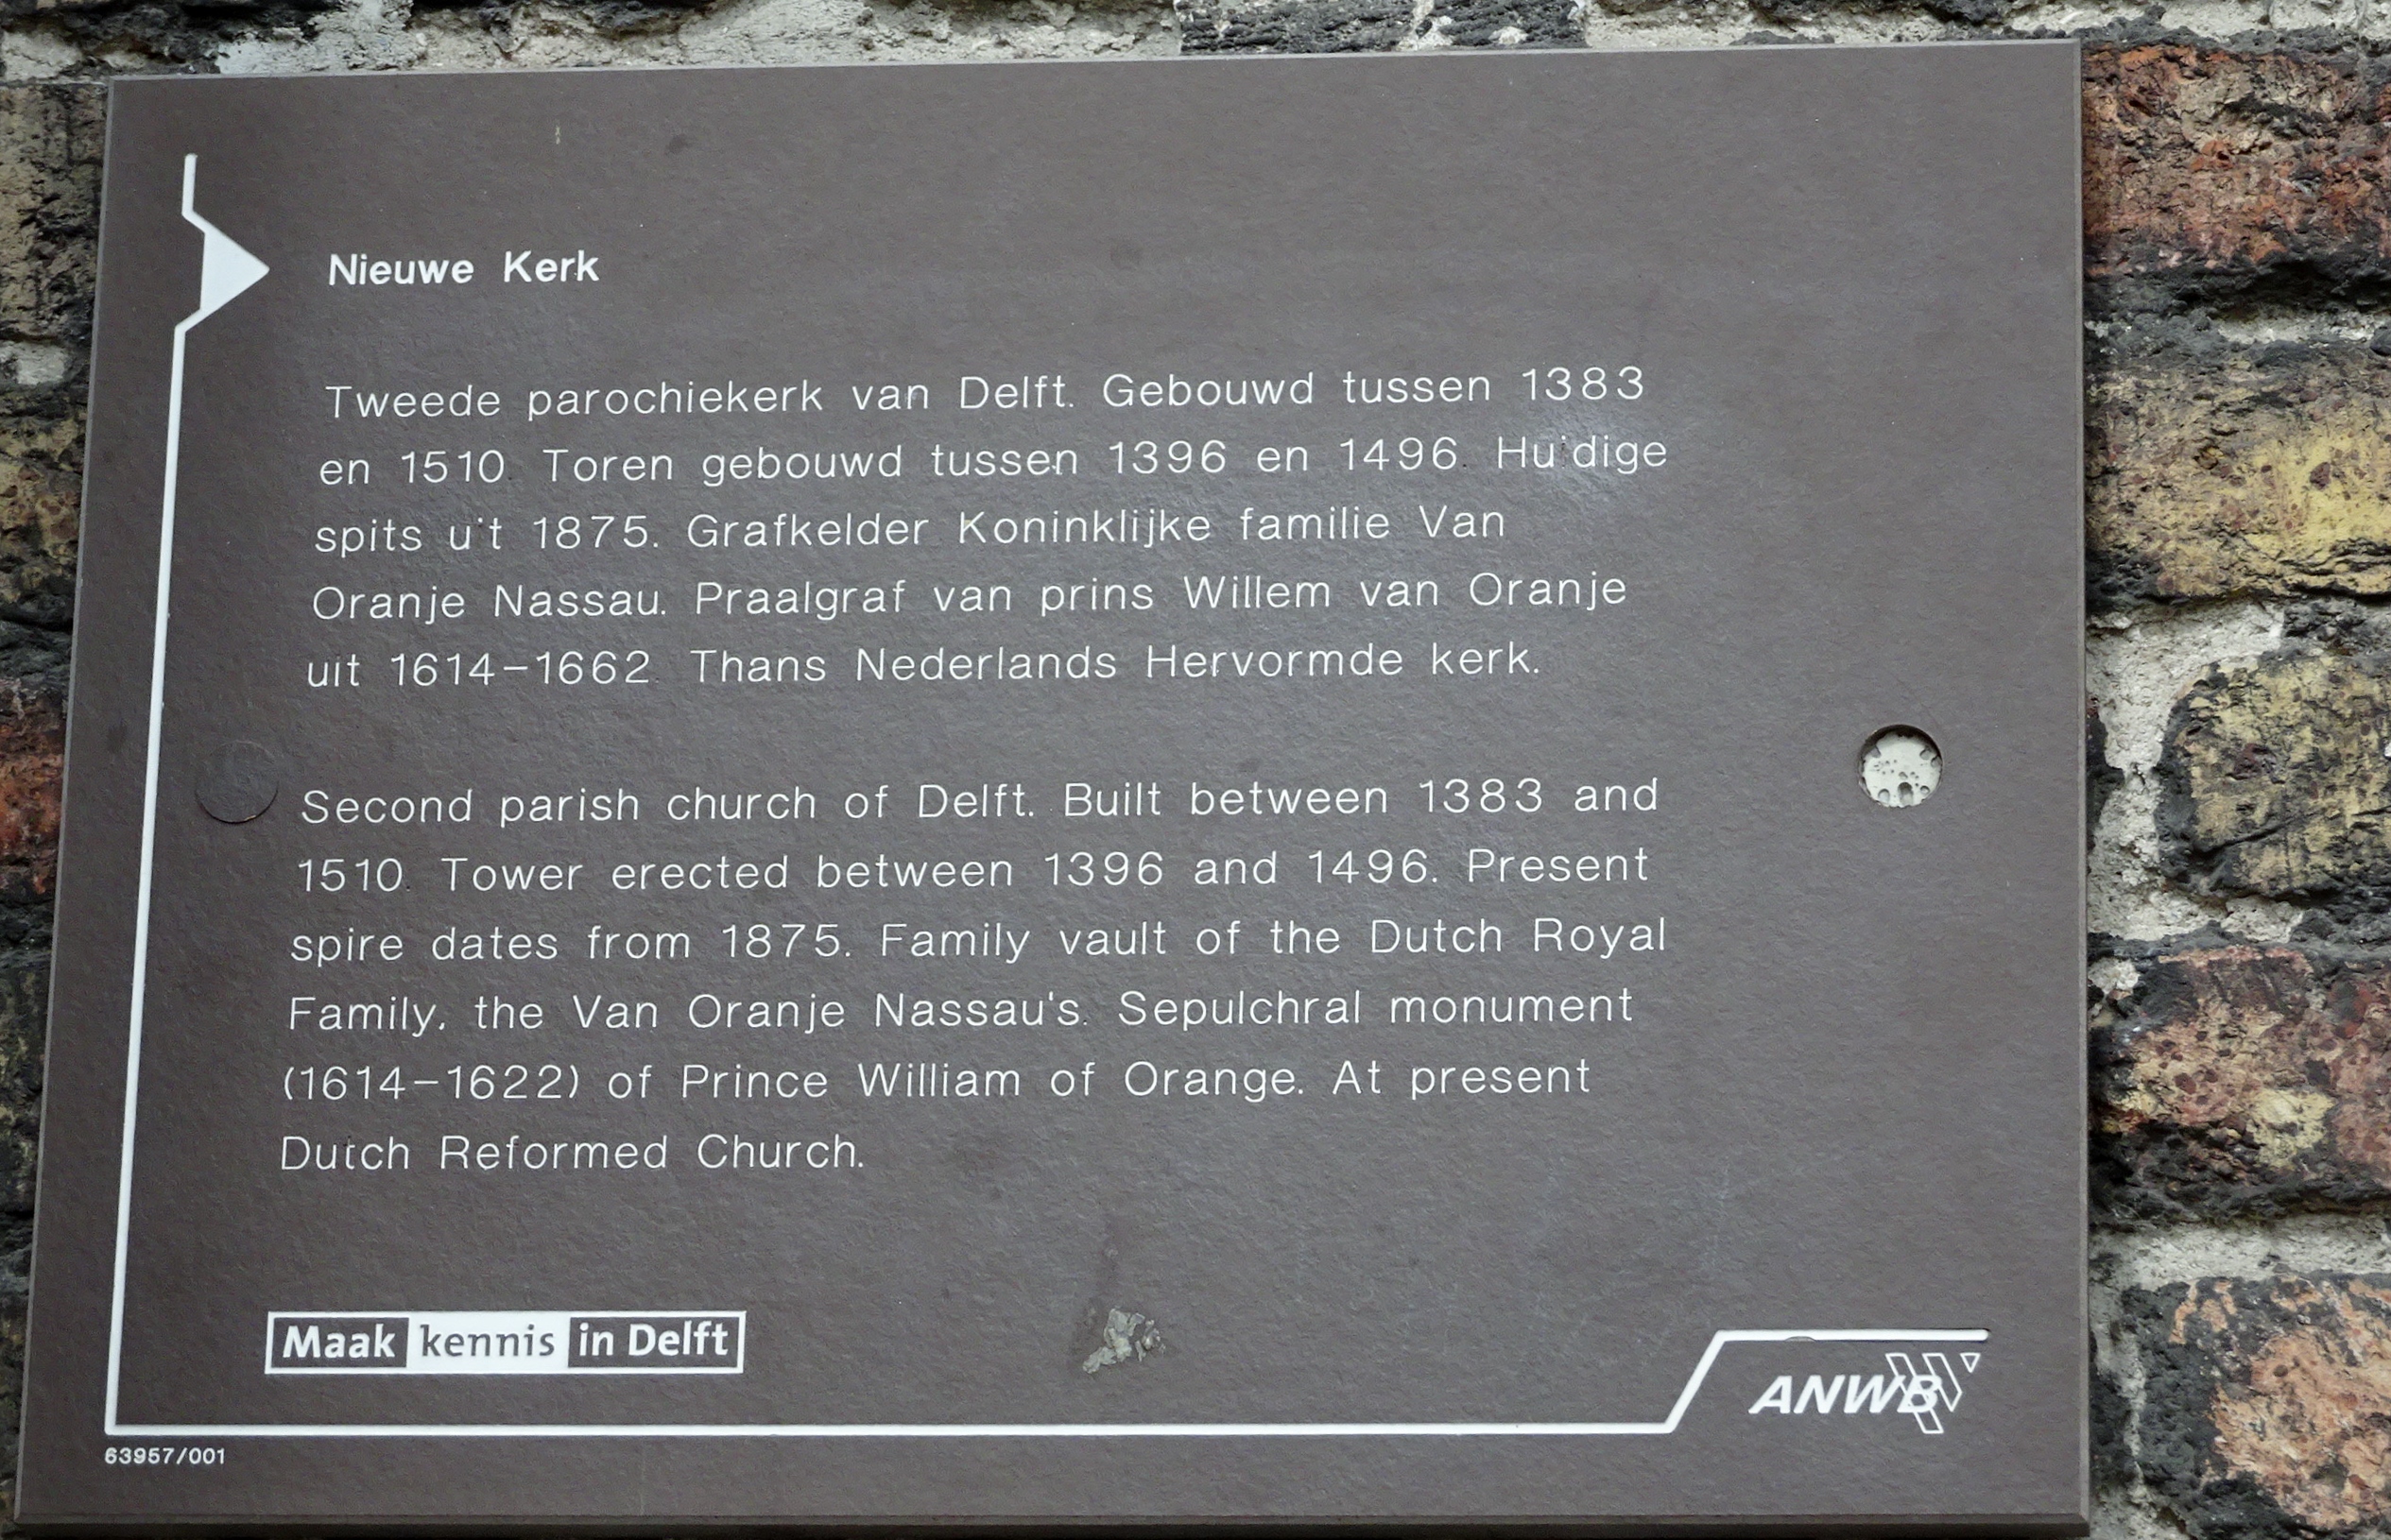 Nieuwe Kerk
Tweede parochiekerk van Delft. Gebouwd tussen 1383
en 1510. Toren gebouwd tussen 1396 en 1496. Huidige
spits uit 1875. Grafkelder Koninklijke familie Van
Oranje Nassau. Praalgraf van prins Willem van Oranje
uit 1614-1662. Thans Nederlands Hervormde kerk.
Second parish church of Delft. Built between 1383 and
1510. Tower erected between 1396 and 1496. Present
spire dates from 1875. Family vault of the Dutch Royal
Family, the Van Oranje Nassau's. Sepulchral monument
(1614-1622) of Prince William of Orange. At present
Dutch Reformed Church.
Maak kennis in Delft
ANWB
63957/001